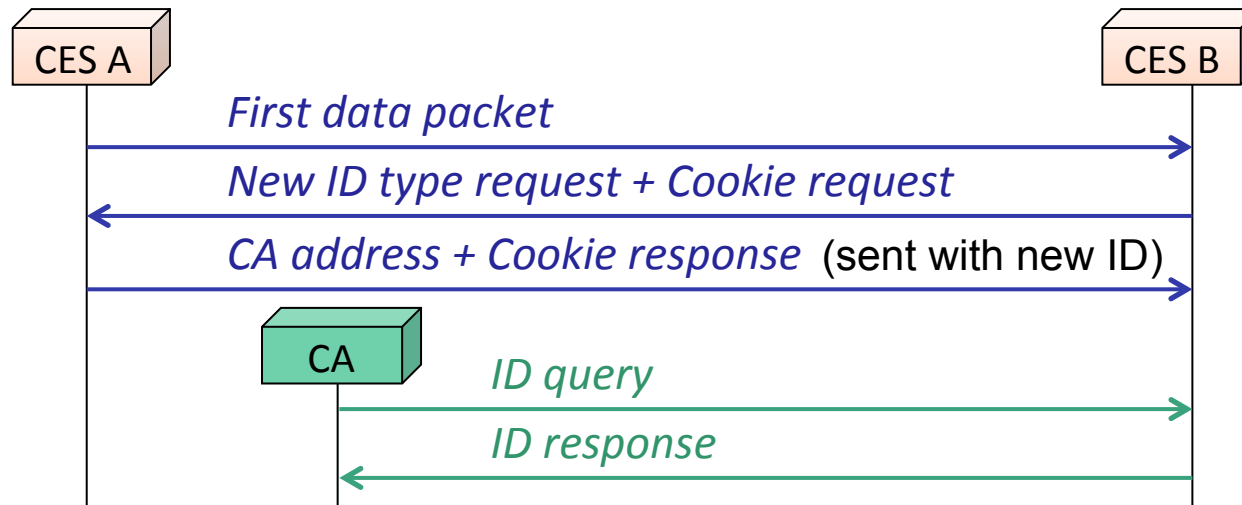 CES A
CES B
First data packet
New ID type request + Cookie request
CA address + Cookie response (sent with new ID)
CA
ID query
ID response